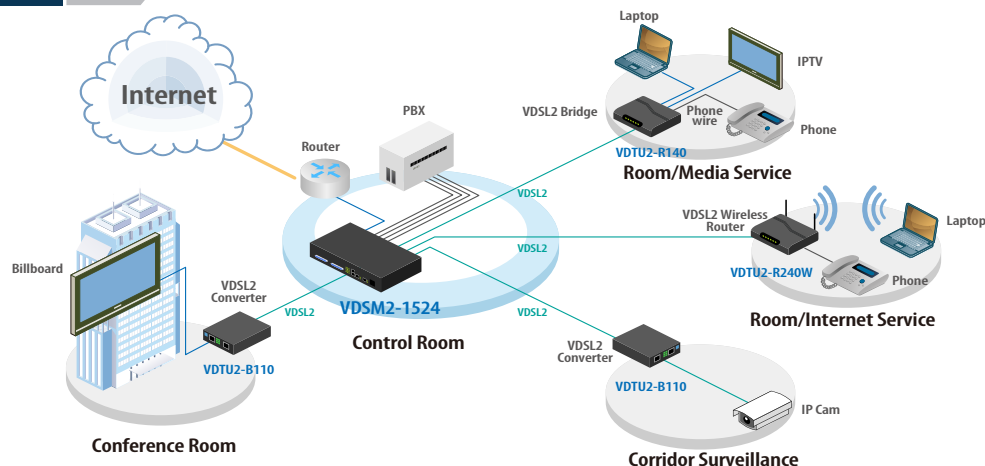 Internet
Router
PBX
VDSM2-1524
Control Room
VDSL2
VDSL2
VDSL2
VDSL2
Laptop
IPTV
VDSL2 Bridge
Phone
wire
Phone
VDTU2-R140
Room/Media Service
VDSL2 Wireless
Router
Laptop
VDTU2-R240W
Phone
Room/Internet Service
Billboard
VDSL2
Converter
VDTU2-B110
Conference Room
VDSL2
Converter
VDTU2-B110
IP Cam
Corridor Surveillance